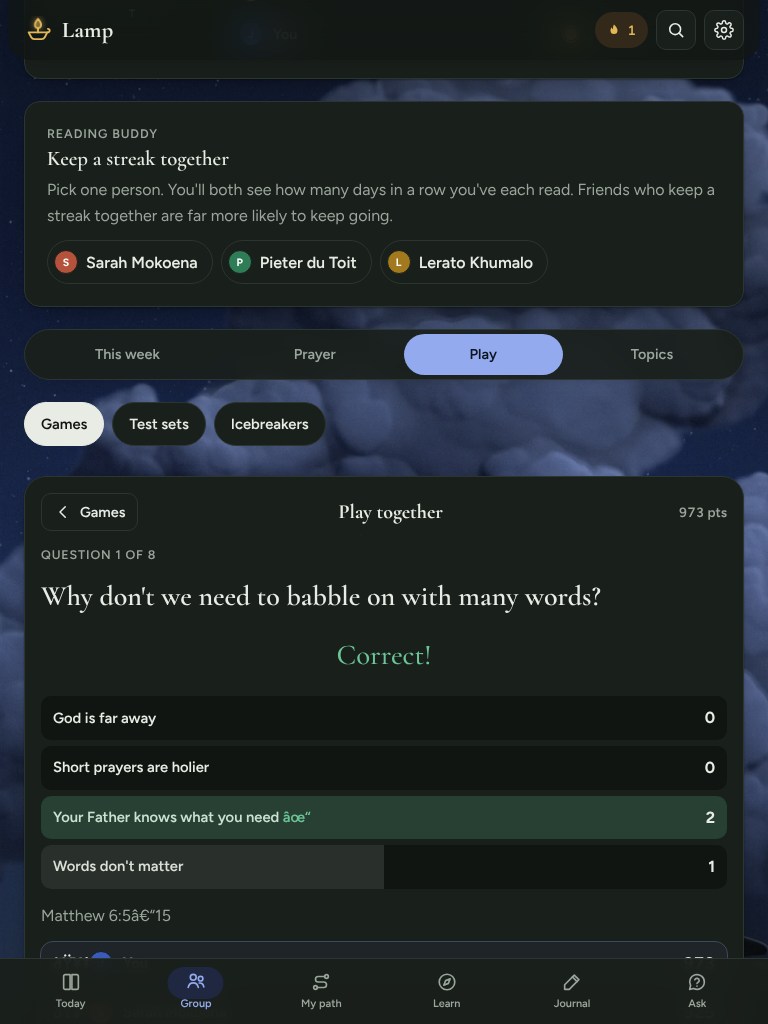 Lamp
1
READING BUDDY
Keep a streak together
Pick one person. You'll both see how many days in a row you've each read. Friends who keep a
streak together are far more likely to keep going.
S Sarah Mokoena P Pieter du Toit L Lerato Khumalo
This week Prayer Play Topics
Games Test sets Icebreakers
Games Play together 973 pts
QUESTION 1 OF 8
Why don't we need to babble on with many words?
Correct!
God is far away 0
Short prayers are holier 0
Your Father knows what you need âœ“ 2
Words don't matter 1
Matthew 6:5â€“15
Today Group My path Learn Journal Ask